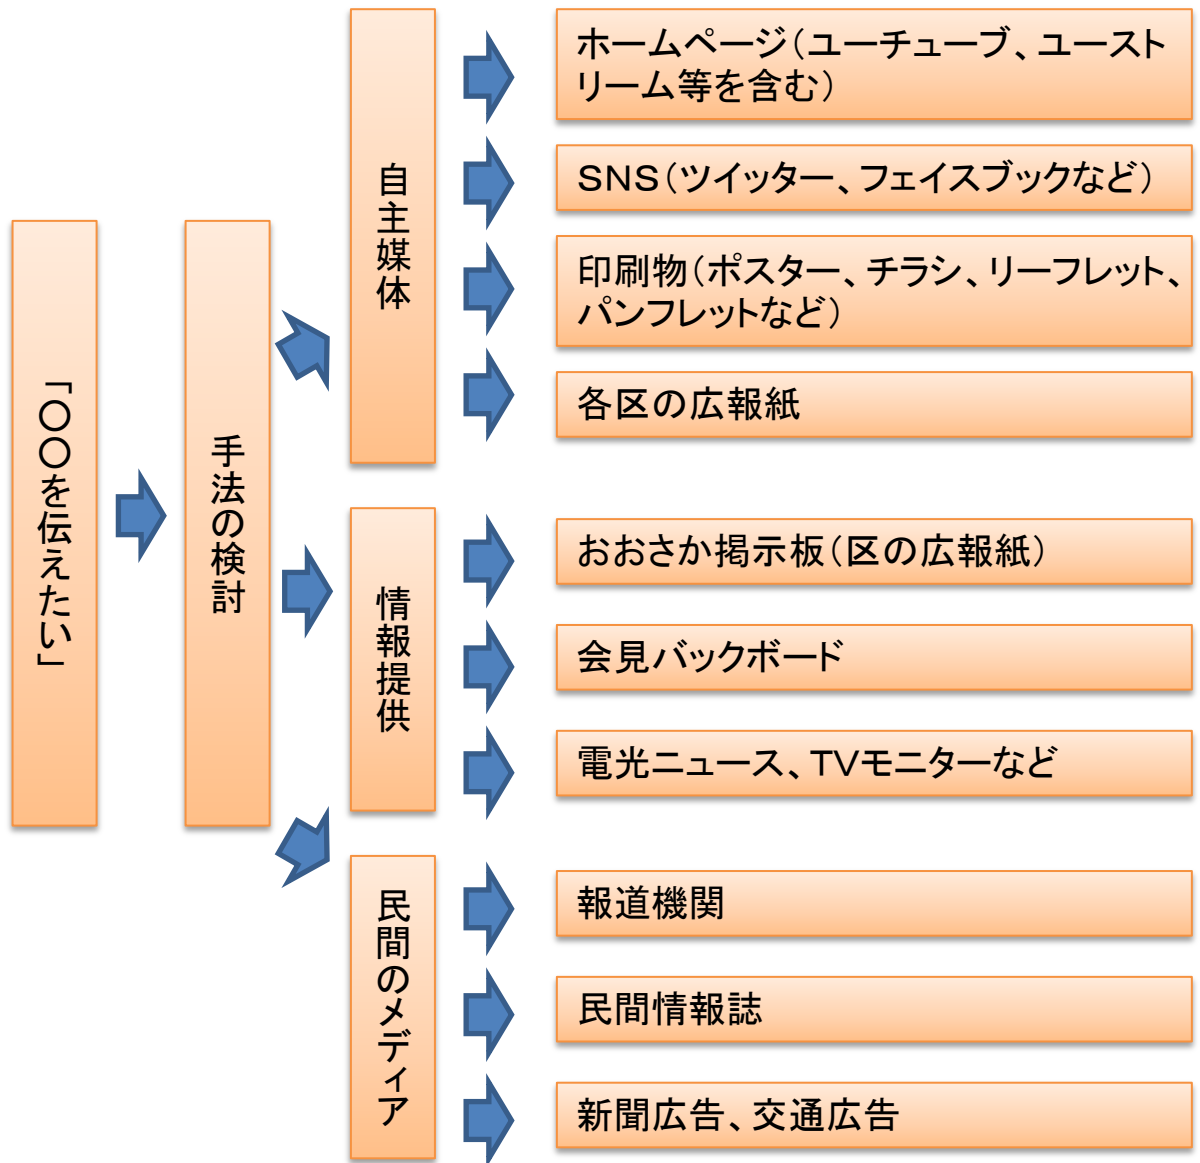 「〇〇を伝えたい」
手法の検討
自主媒体
ホームページ（ユーチューブ、ユースト
リーム等を含む）
SNS（ツイッター、フェイスブックなど）
印刷物（ポスター、チラシ、リーフレット、
パンフレットなど）
各区の広報紙
情報提供
おおさか掲示板（区の広報紙）
会見バックボード
電光ニュース、TVモニターなど
民間のメディア
報道機関
民間情報誌
新聞広告、交通広告